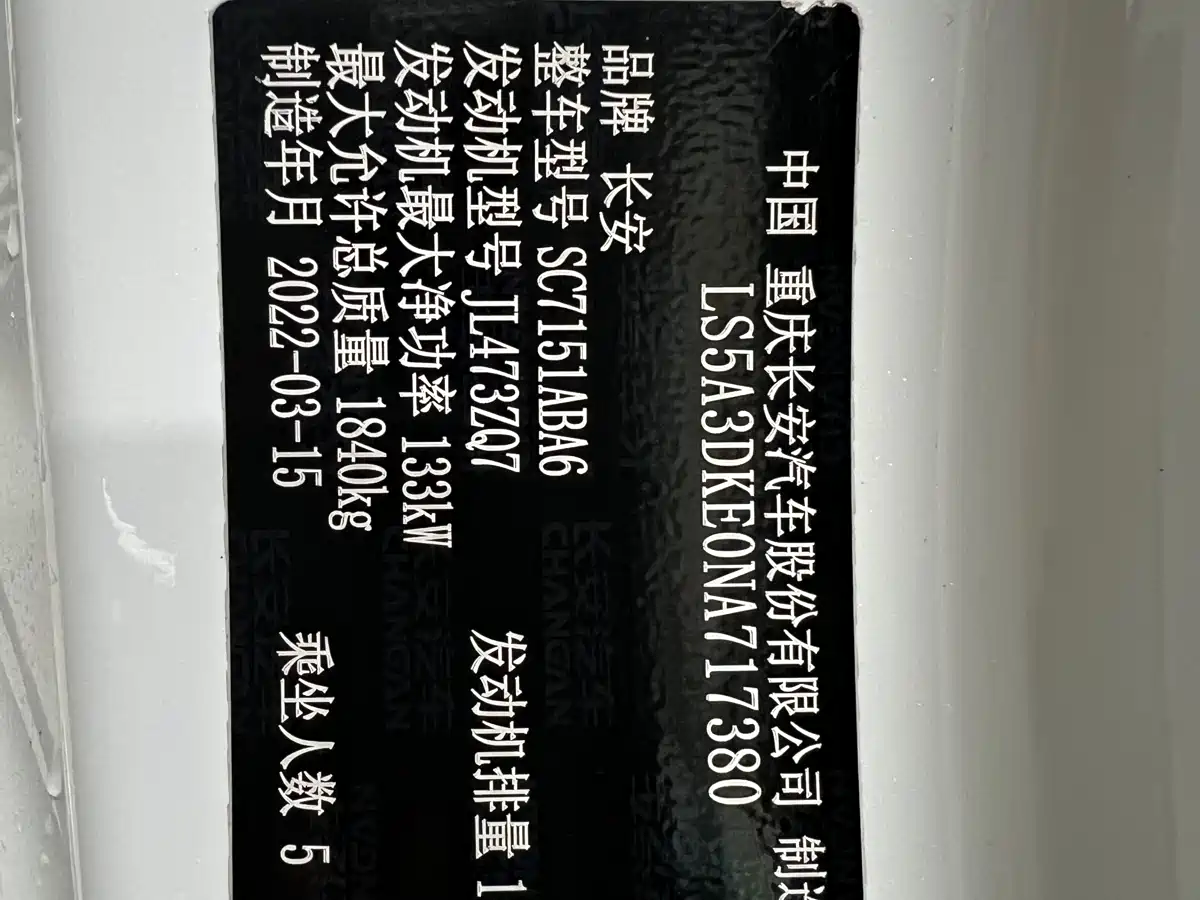 中国 重庆长安汽车股份有限公司 制造
LS5A3DKE0NA717380
品牌 长安
整车型号 SC7151ABA6
发动机型号 JL473ZQ7 发动机排量 1
发动机最大净功率 133kW
最大允许总质量 1840kg
制造年月 2022-03-15 乘坐人数 5